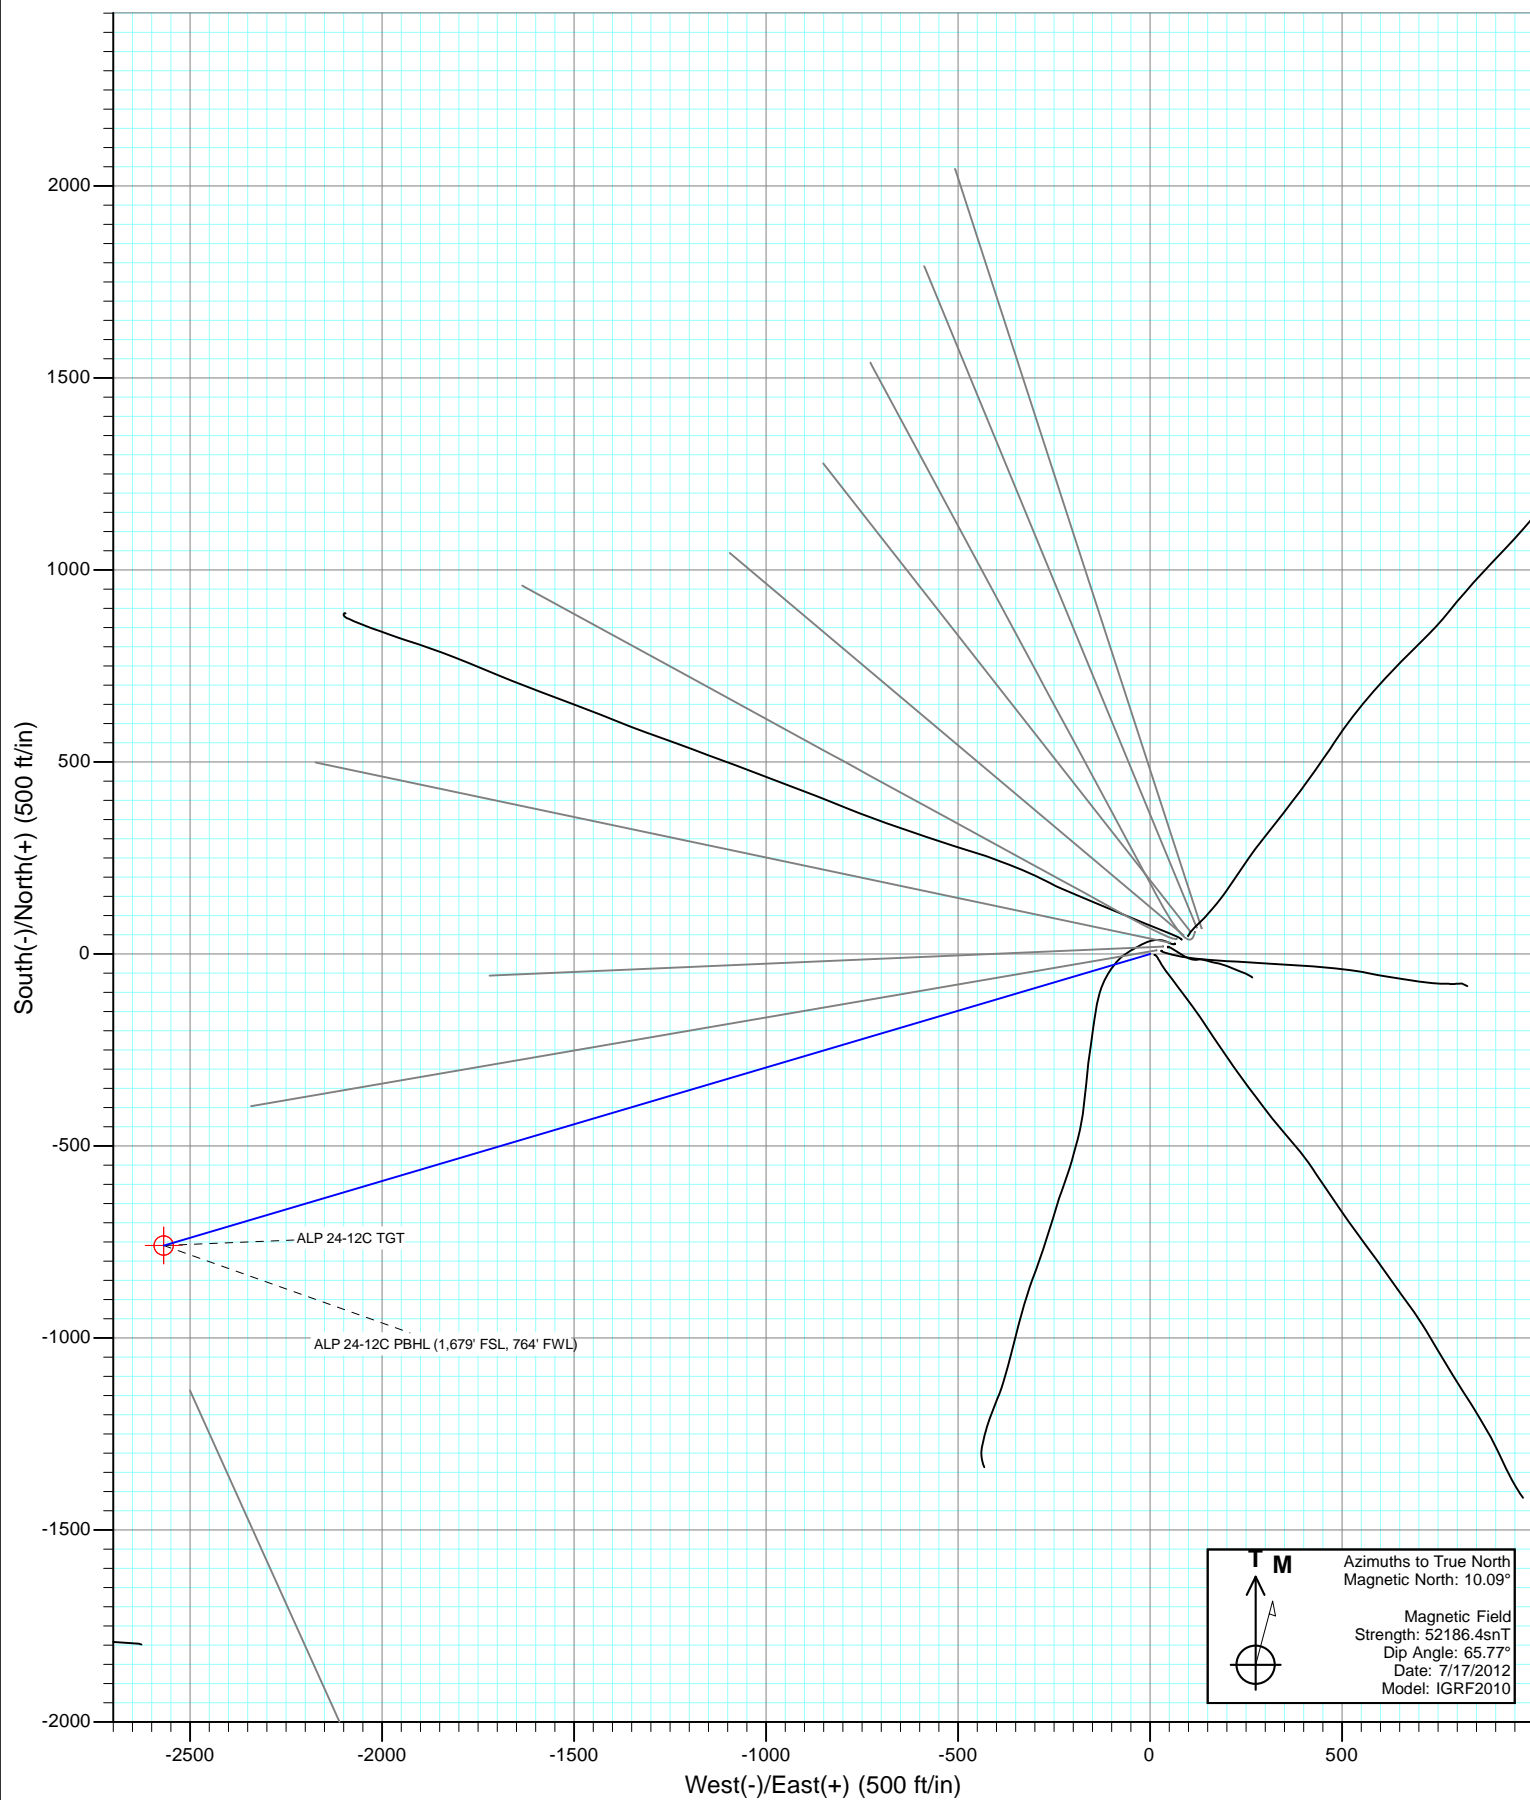 2000
1500
1000
500
0
-500
-1000
-1500
-2000
South(-)/North(+) (500 ft/in)
ALP 24-12C TGT
ALP 24-12C PBHL (1,679' FSL, 764' FWL)
T M
Azimuths to True North
Magnetic North: 10.09°
Magnetic Field
Strength: 52186.4snT
Dip Angle: 65.77°
Date: 7/17/2012
Model: IGRF2010
-2500 -2000 -1500 -1000 -500 0 500
West(-)/East(+) (500 ft/in)